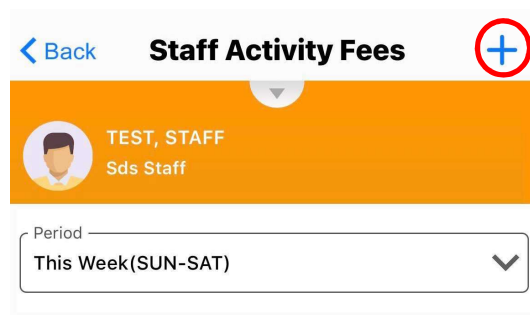 Back
Staff Activity Fees
TEST, STAFF
Sds Staff
Period
This Week(SUN-SAT)